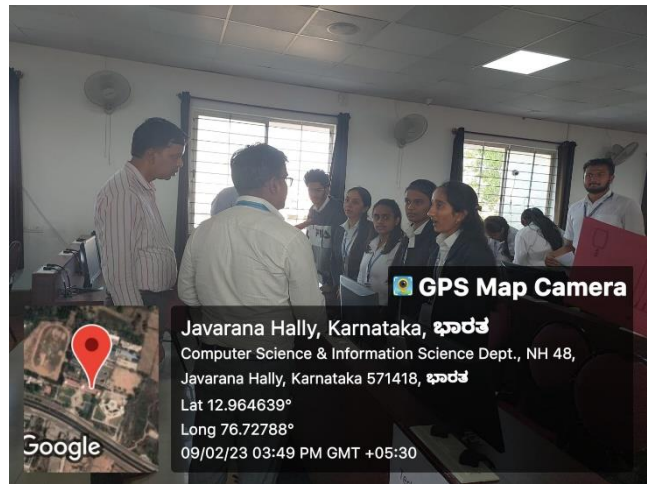 GPS Map Camera
Javarana Hally, Karnataka, ಭಾರತ
Computer Science & Information Science Dept., NH 48,
Javarana Hally, Karnataka 571418, ಭಾರತ
Lat 12.964639°
Long 76.72788°
09/02/23 03:49 PM GMT +05:30
Google